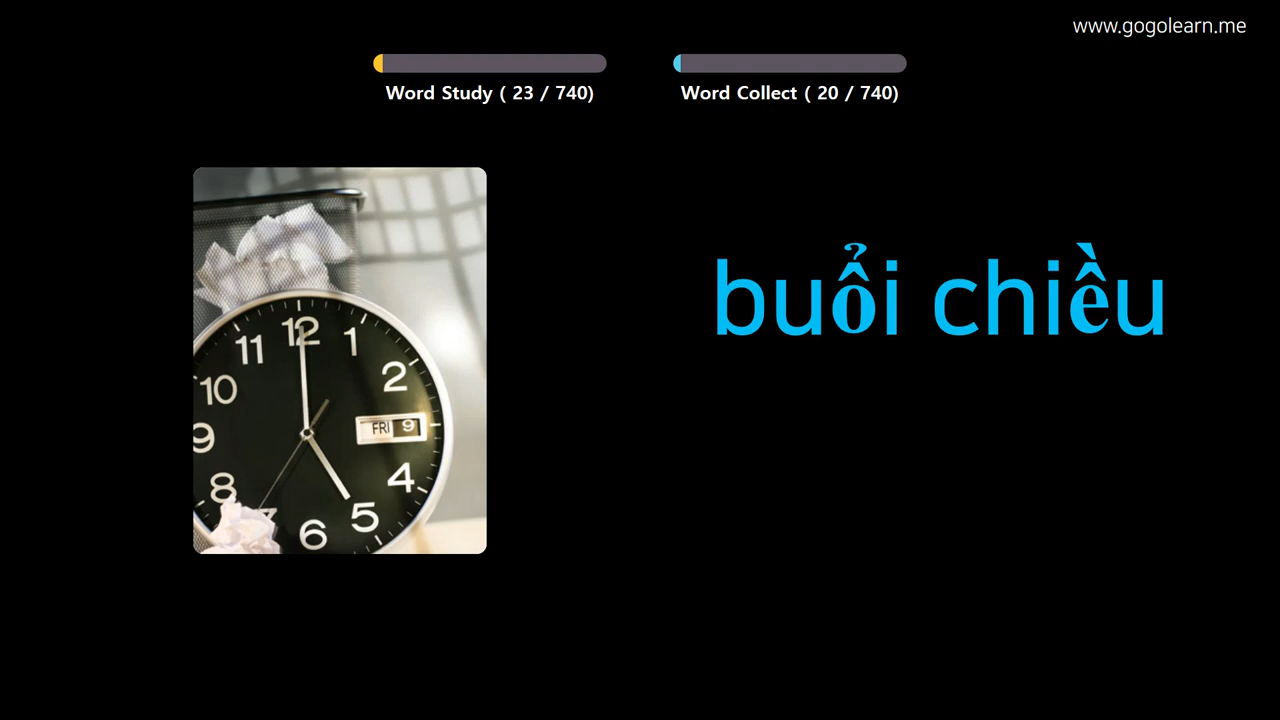 www.gogolearn.me
Word Study ( 23 / 740)
Word Collect ( 20 / 740)
buổi chiều
12
11
1
10
2
9
FRI 9
8
4
7
5
6